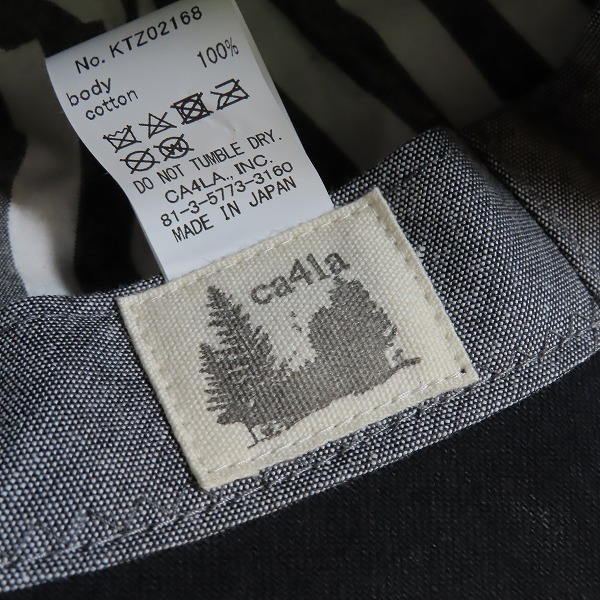 No. KTZ02168
body
cotton 100%
DO NOT TUMBLE DRY.
CA4LA., INC.
81-3-5773-3160
MADE IN JAPAN
ca4la